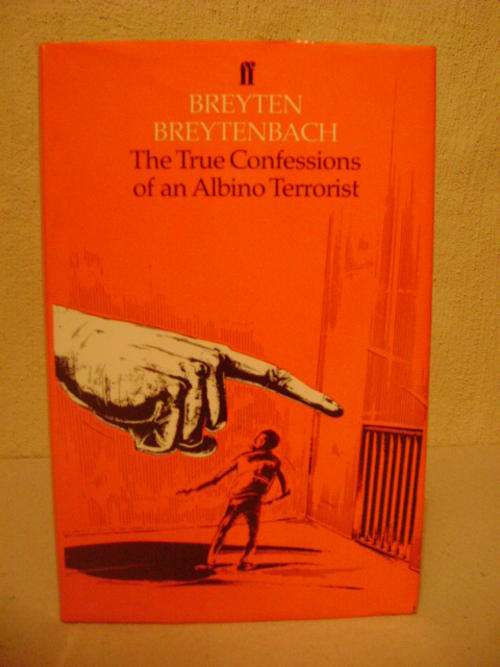 ff
BREYTEN
BREYTENBACH
The True Confessions
of an Albino Terrorist